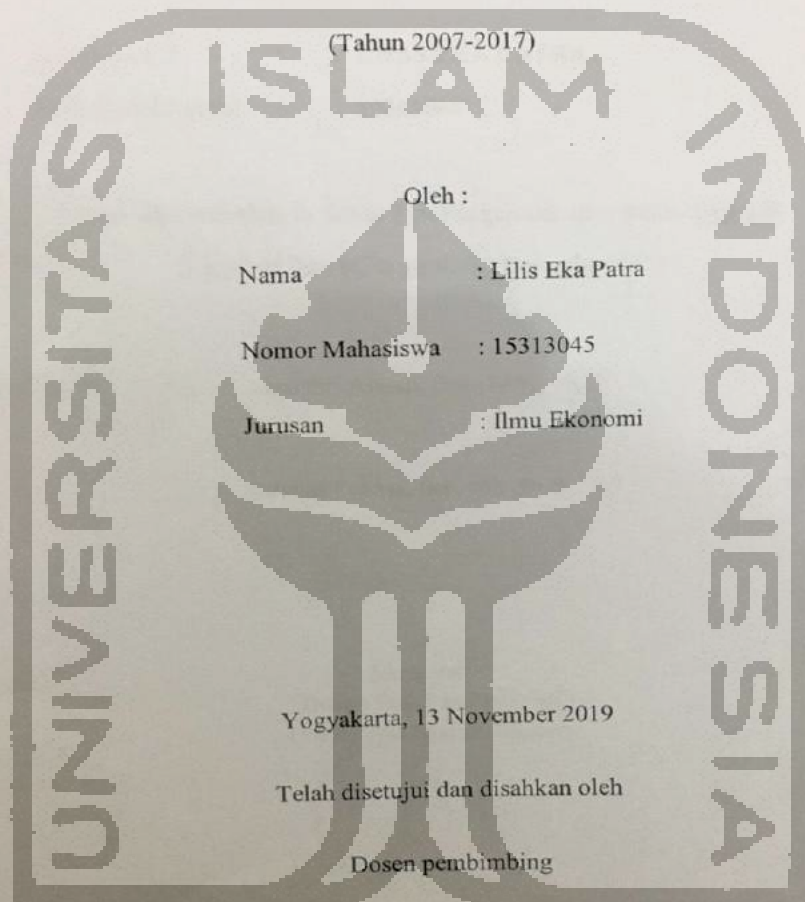 (Tahun 2007-2017)
ISLAM
UNIVERSITAS
INDONESIA
Oleh :
Nama : Lilis Eka Patra
Nomor Mahasiswa : 15313045
Jurusan : Ilmu Ekonomi
Yogyakarta, 13 November 2019
Telah disetujui dan disahkan oleh
Dosen pembimbing